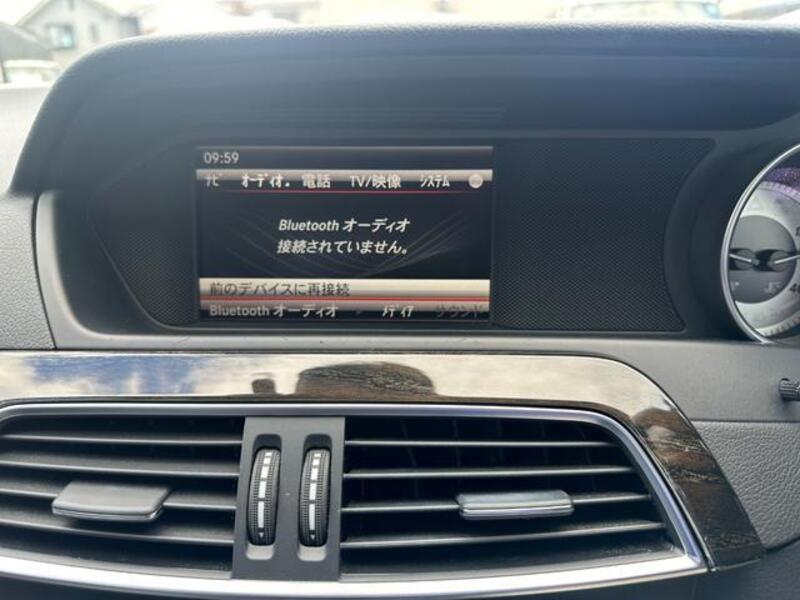 09:59
ナビ オーディオ. 電話 TV/映像 システム
Bluetooth オーディオ
接続されていません。
前のデバイスに再接続
Bluetooth オーディオ メディア サウンド